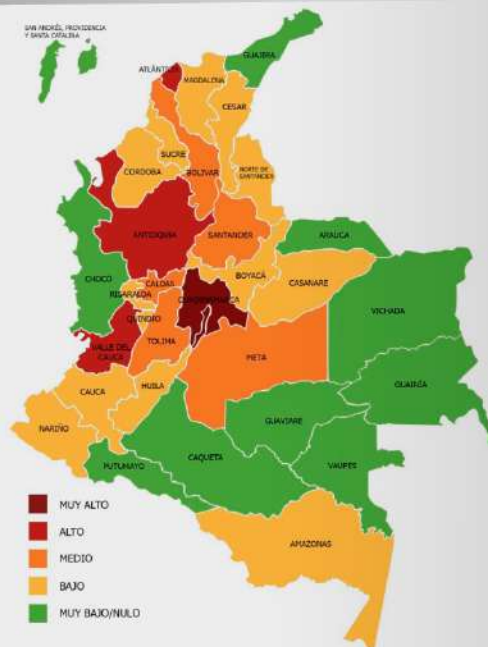 SAN ANDRÉS, PROVIDENCIA
Y SANTA CATALINA
GUAJIRA
ATLÁNTICO
MAGDALENA
CESAR
SUCRE
CORDOBA
BOLIVAR
NORTE DE
SANTANDER
ANTIOQUIA
SANTANDER
ARAUCA
CHOCO
CALDAS
BOYACÁ
CASANARE
RISARALDA
CUNDINAMARCA
VICHADA
QUINDIO
VALLE DEL
CAUCA
TOLIMA
META
GUAINÍA
CAUCA
HUILA
NARIÑO
GUAVIARE
CAQUETA
VAUPES
PUTUMAYO
AMAZONAS
MUY ALTO
ALTO
MEDIO
BAJO
MUY BAJO/NULO